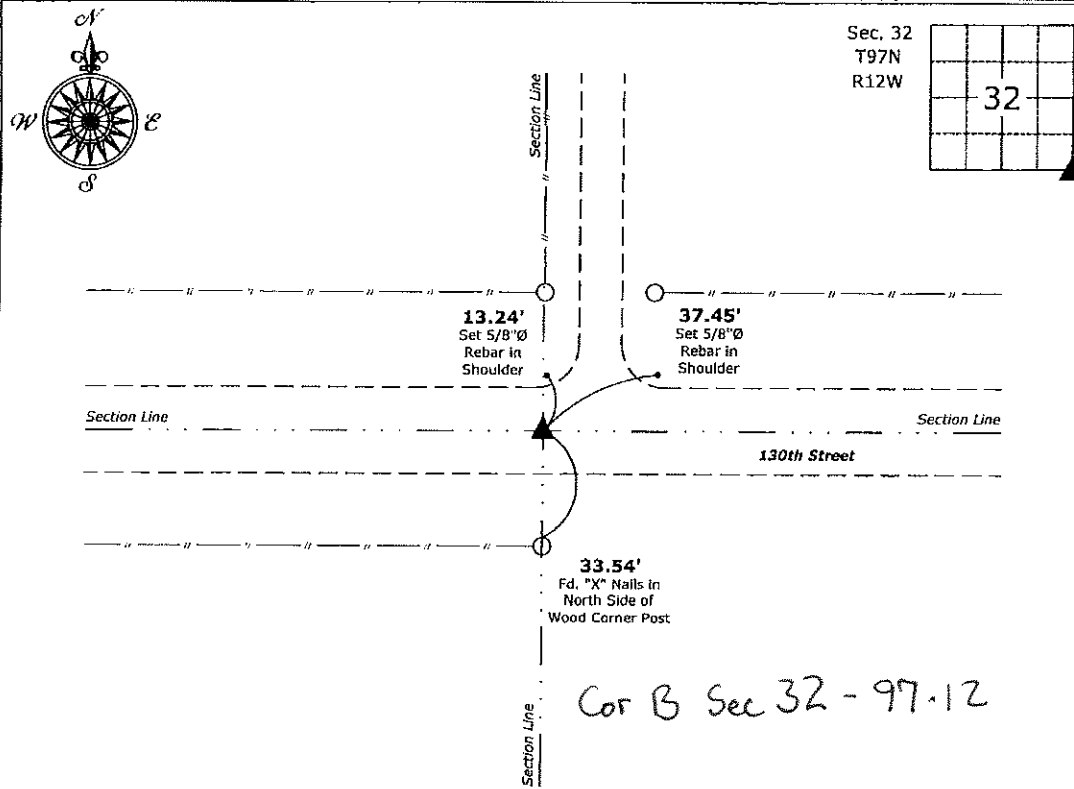 N
W
E
S
Sec. 32
T97N
R12W
32
Section Line
13.24'
Set 5/8"Ø
Rebar in
Shoulder
37.45'
Set 5/8"Ø
Rebar in
Shoulder
Section Line
Section Line
130th Street
33.54'
Fd. "X" Nails in
North Side of
Wood Corner Post
Section Line
Cor B Sec 32 - 97.12